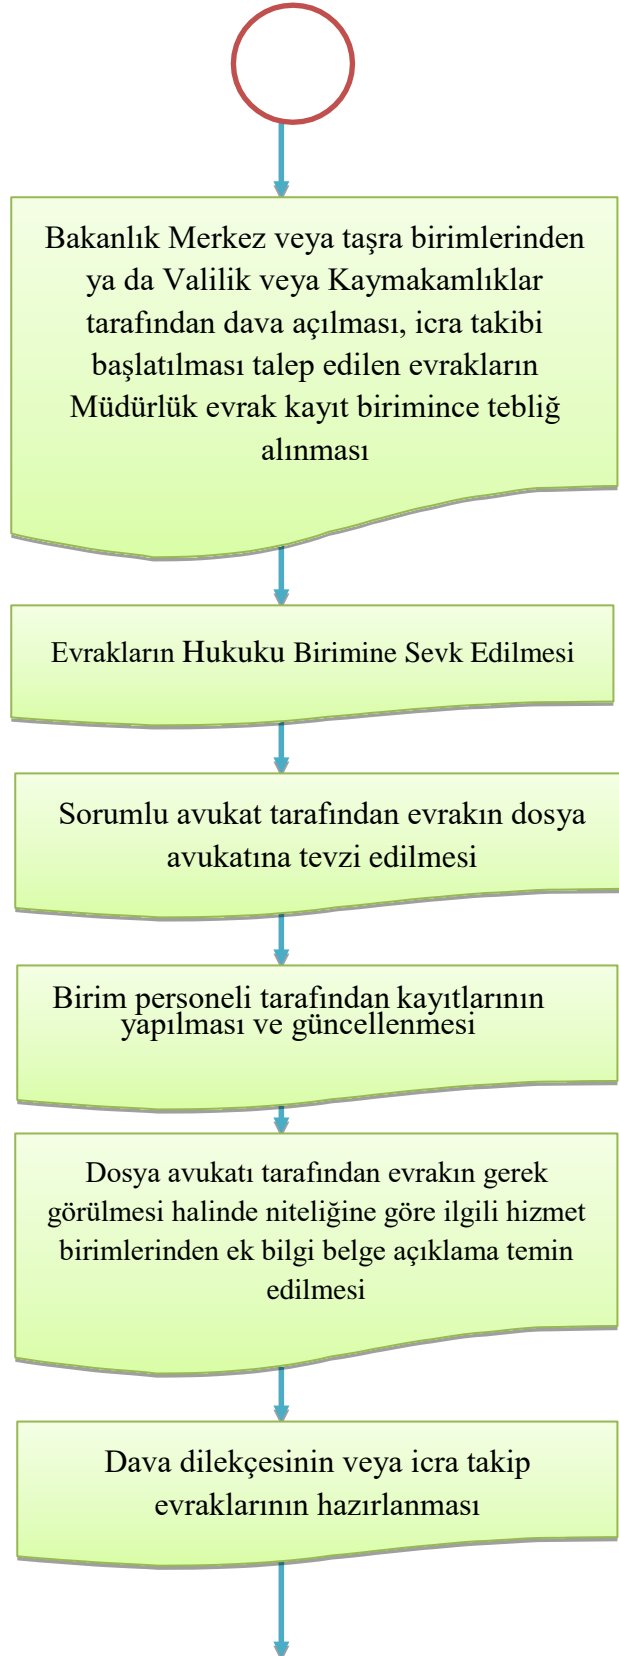 Bakanlık Merkez veya taşra birimlerinden
ya da Valilik veya Kaymakamlıklar
tarafından dava açılması, icra takibi
başlatılması talep edilen evrakların
Müdürlük evrak kayıt birimince tebliğ
alınması
Evrakların Hukuku Birimine Sevk Edilmesi
Sorumlu avukat tarafından evrakın dosya
avukatına tevzi edilmesi
Birim personeli tarafından kayıtlarının
yapılması ve güncellenmesi
Dosya avukatı tarafından evrakın gerek
görülmesi halinde niteliğine göre ilgili hizmet
birimlerinden ek bilgi belge açıklama temin
edilmesi
Dava dilekçesinin veya icra takip
evraklarının hazırlanması